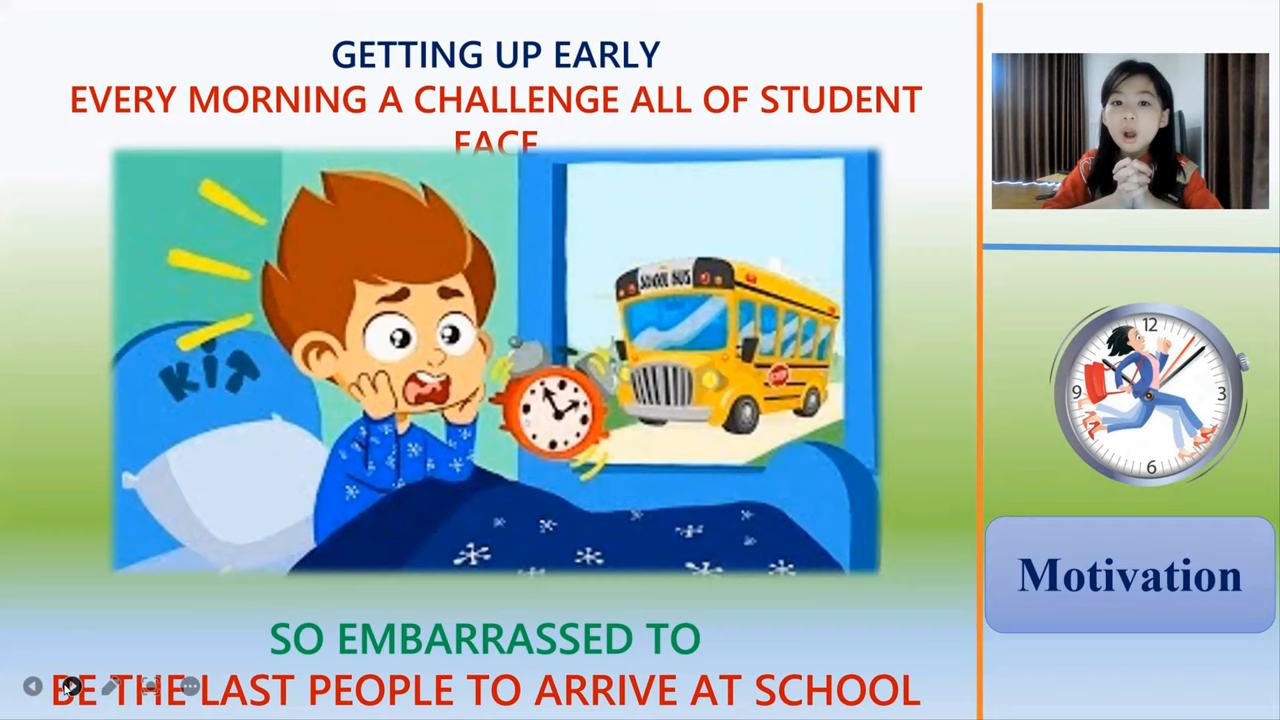 GETTING UP EARLY
EVERY MORNING A CHALLENGE ALL OF STUDENT
FACE
SCHOOL BUS
STOP
12
9
3
6
Motivation
SO EMBARRASSED TO
BE THE LAST PEOPLE TO ARRIVE AT SCHOOL